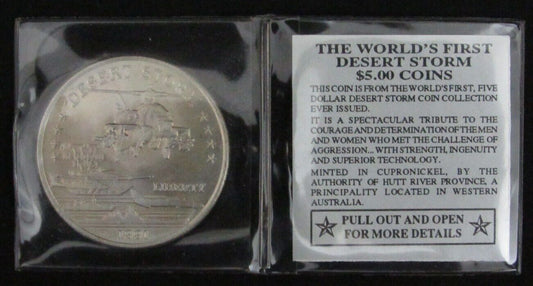 DESERT STORM
LIBERTY
1991
THE WORLD'S FIRST
DESERT STORM
$5.00 COINS
THIS COIN IS FROM THE WORLD'S FIRST, FIVE
DOLLAR DESERT STORM COIN COLLECTION
EVER ISSUED.
IT IS A SPECTACULAR TRIBUTE TO THE
COURAGE AND DETERMINATION OF THE MEN
AND WOMEN WHO MET THE CHALLENGE OF
AGGRESSION... WITH STRENGTH, INGENUITY
AND SUPERIOR TECHNOLOGY.
MINTED IN CUPRONICKEL, BY THE
AUTHORITY OF HUTT RIVER PROVINCE, A
PRINCIPALITY LOCATED IN WESTERN
AUSTRALIA.
PULL OUT AND OPEN
FOR MORE DETAILS